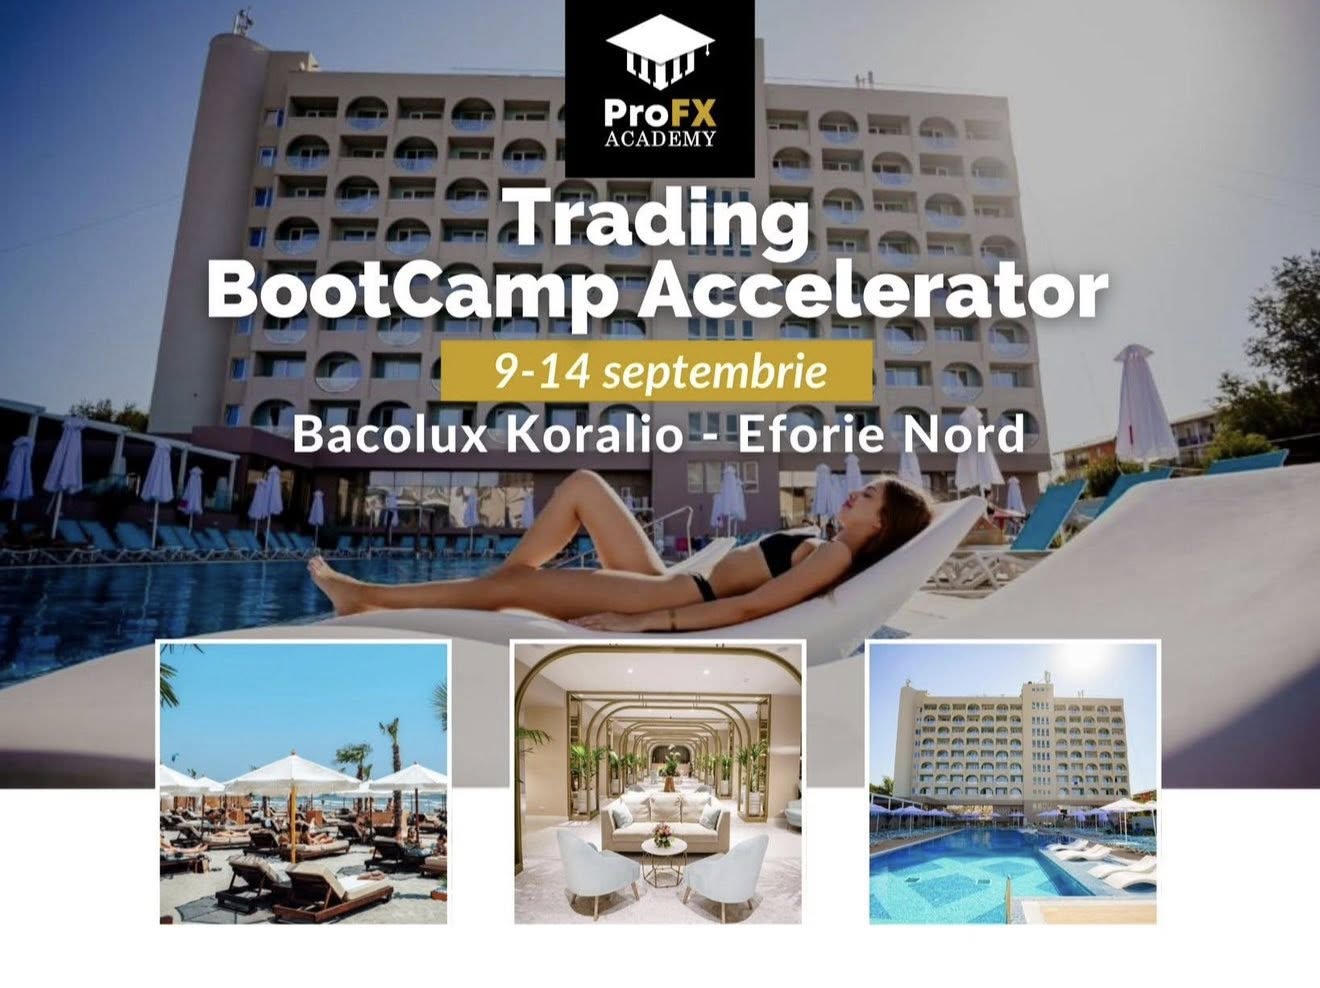 ProFX
ACADEMY
Trading
BootCamp Accelerator
9-14 septembrie
Bacolux Koralio - Eforie Nord